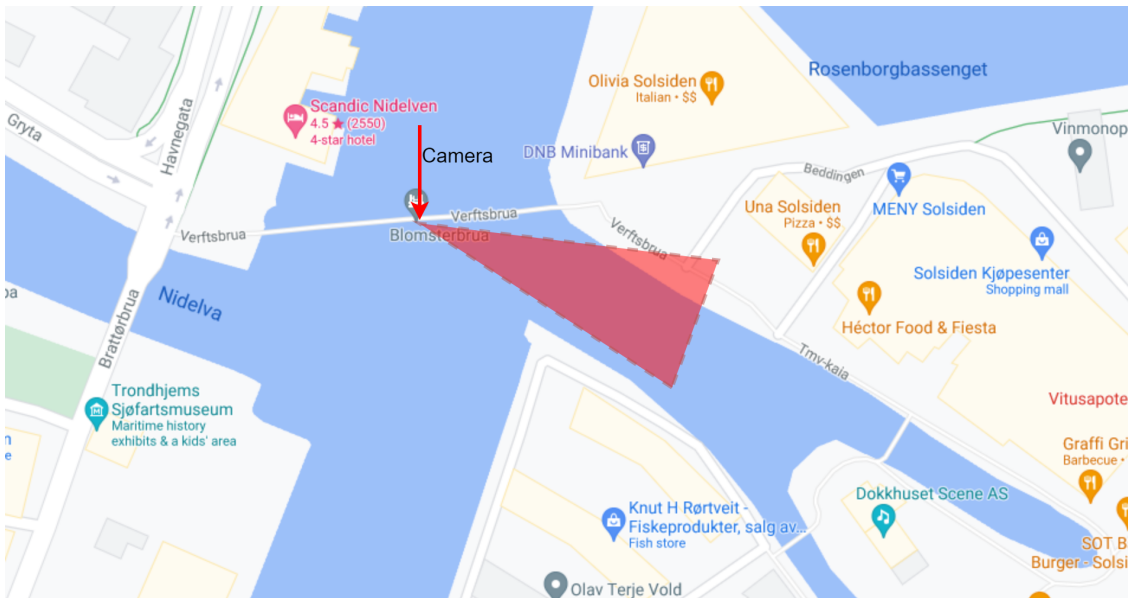 Rosenborgbassenget
Olivia Solsiden
Italian • $$
Gryta
Havnegata
Scandic Nidelven
4.5 ★ (2550)
4-star hotel
Camera
DNB Minibank
Vinmonop
Beddingen
MENY Solsiden
Verftsbrua
Verftsbrua
Blomsterbrua
Verftsbrua
Una Solsiden
Pizza • $$
Solsiden Kjøpesenter
Shopping mall
Nidelva
pa
Brattørbrua
Héctor Food & Fiesta
Tmv-kaia
Trondhjems
Sjøfartsmuseum
Maritime history
exhibits & a kids' area
n
e
Vitusapote
Graffi Gri
Barbecue •
Dokkhuset Scene AS
Knut H Rørtveit -
Fiskeprodukter, salg av...
Fish store
SOT B
Burger - Solsi
Olav Terje Vold